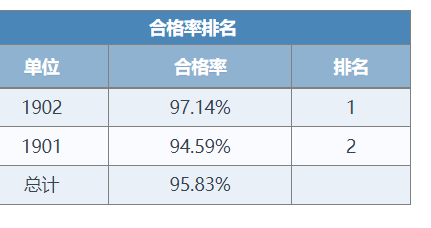 合格率排名
单位 合格率 排名
1902 97.14% 1
1901 94.59% 2
总计 95.83%